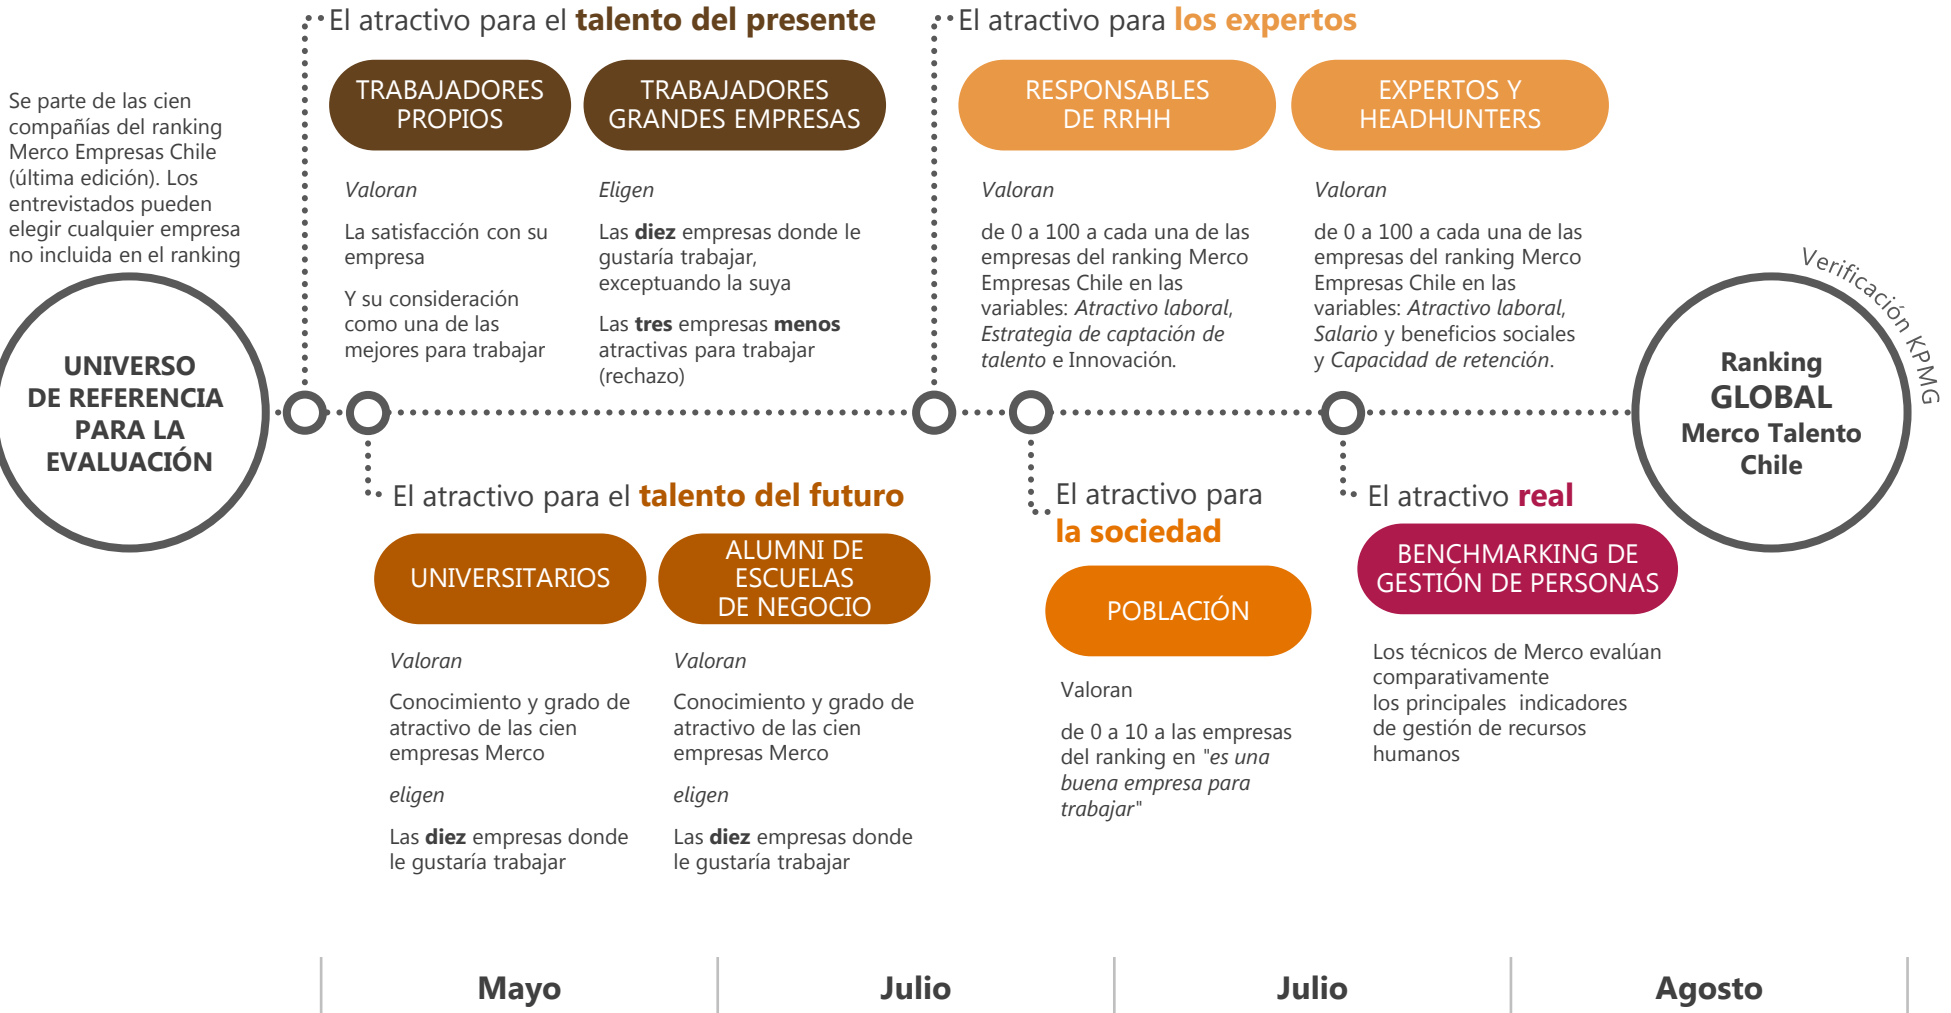 Se parte de las cien
compañías del ranking
Merco Empresas Chile
(última edición). Los
entrevistados pueden
elegir cualquier empresa
no incluida en el ranking
UNIVERSO
DE REFERENCIA
PARA LA
EVALUACIÓN
El atractivo para el talento del presente
TRABAJADORES
PROPIOS
Valoran
La satisfacción con su
empresa
Y su consideración
como una de las
mejores para trabajar
TRABAJADORES
GRANDES EMPRESAS
Eligen
Las diez empresas donde le
gustaría trabajar,
exceptuando la suya
Las tres empresas menos
atractivas para trabajar
(rechazo)
El atractivo para los expertos
RESPONSABLES
DE RRHH
Valoran
de 0 a 100 a cada una de las
empresas del ranking Merco
Empresas Chile en las
variables: Atractivo laboral,
Estrategia de captación de
talento e Innovación.
EXPERTOS Y
HEADHUNTERS
Valoran
de 0 a 100 a cada una de las
empresas del ranking Merco
Empresas Chile en las
variables: Atractivo laboral,
Salario y beneficios sociales
y Capacidad de retención.
El atractivo para el talento del futuro
UNIVERSITARIOS
Valoran
Conocimiento y grado de
atractivo de las cien
empresas Merco
eligen
Las diez empresas donde
le gustaría trabajar
ALUMNI DE
ESCUELAS
DE NEGOCIO
Valoran
Conocimiento y grado de
atractivo de las cien
empresas Merco
eligen
Las diez empresas donde
le gustaría trabajar
El atractivo para
la sociedad
POBLACIÓN
Valoran
de 0 a 10 a las empresas
del ranking en "es una
buena empresa para
trabajar"
El atractivo real
BENCHMARKING DE
GESTIÓN DE PERSONAS
Los técnicos de Merco evalúan
comparativamente
los principales indicadores
de gestión de recursos
humanos
Verificación KPMG
Ranking
GLOBAL
Merco Talento
Chile
Mayo
Julio
Julio
Agosto